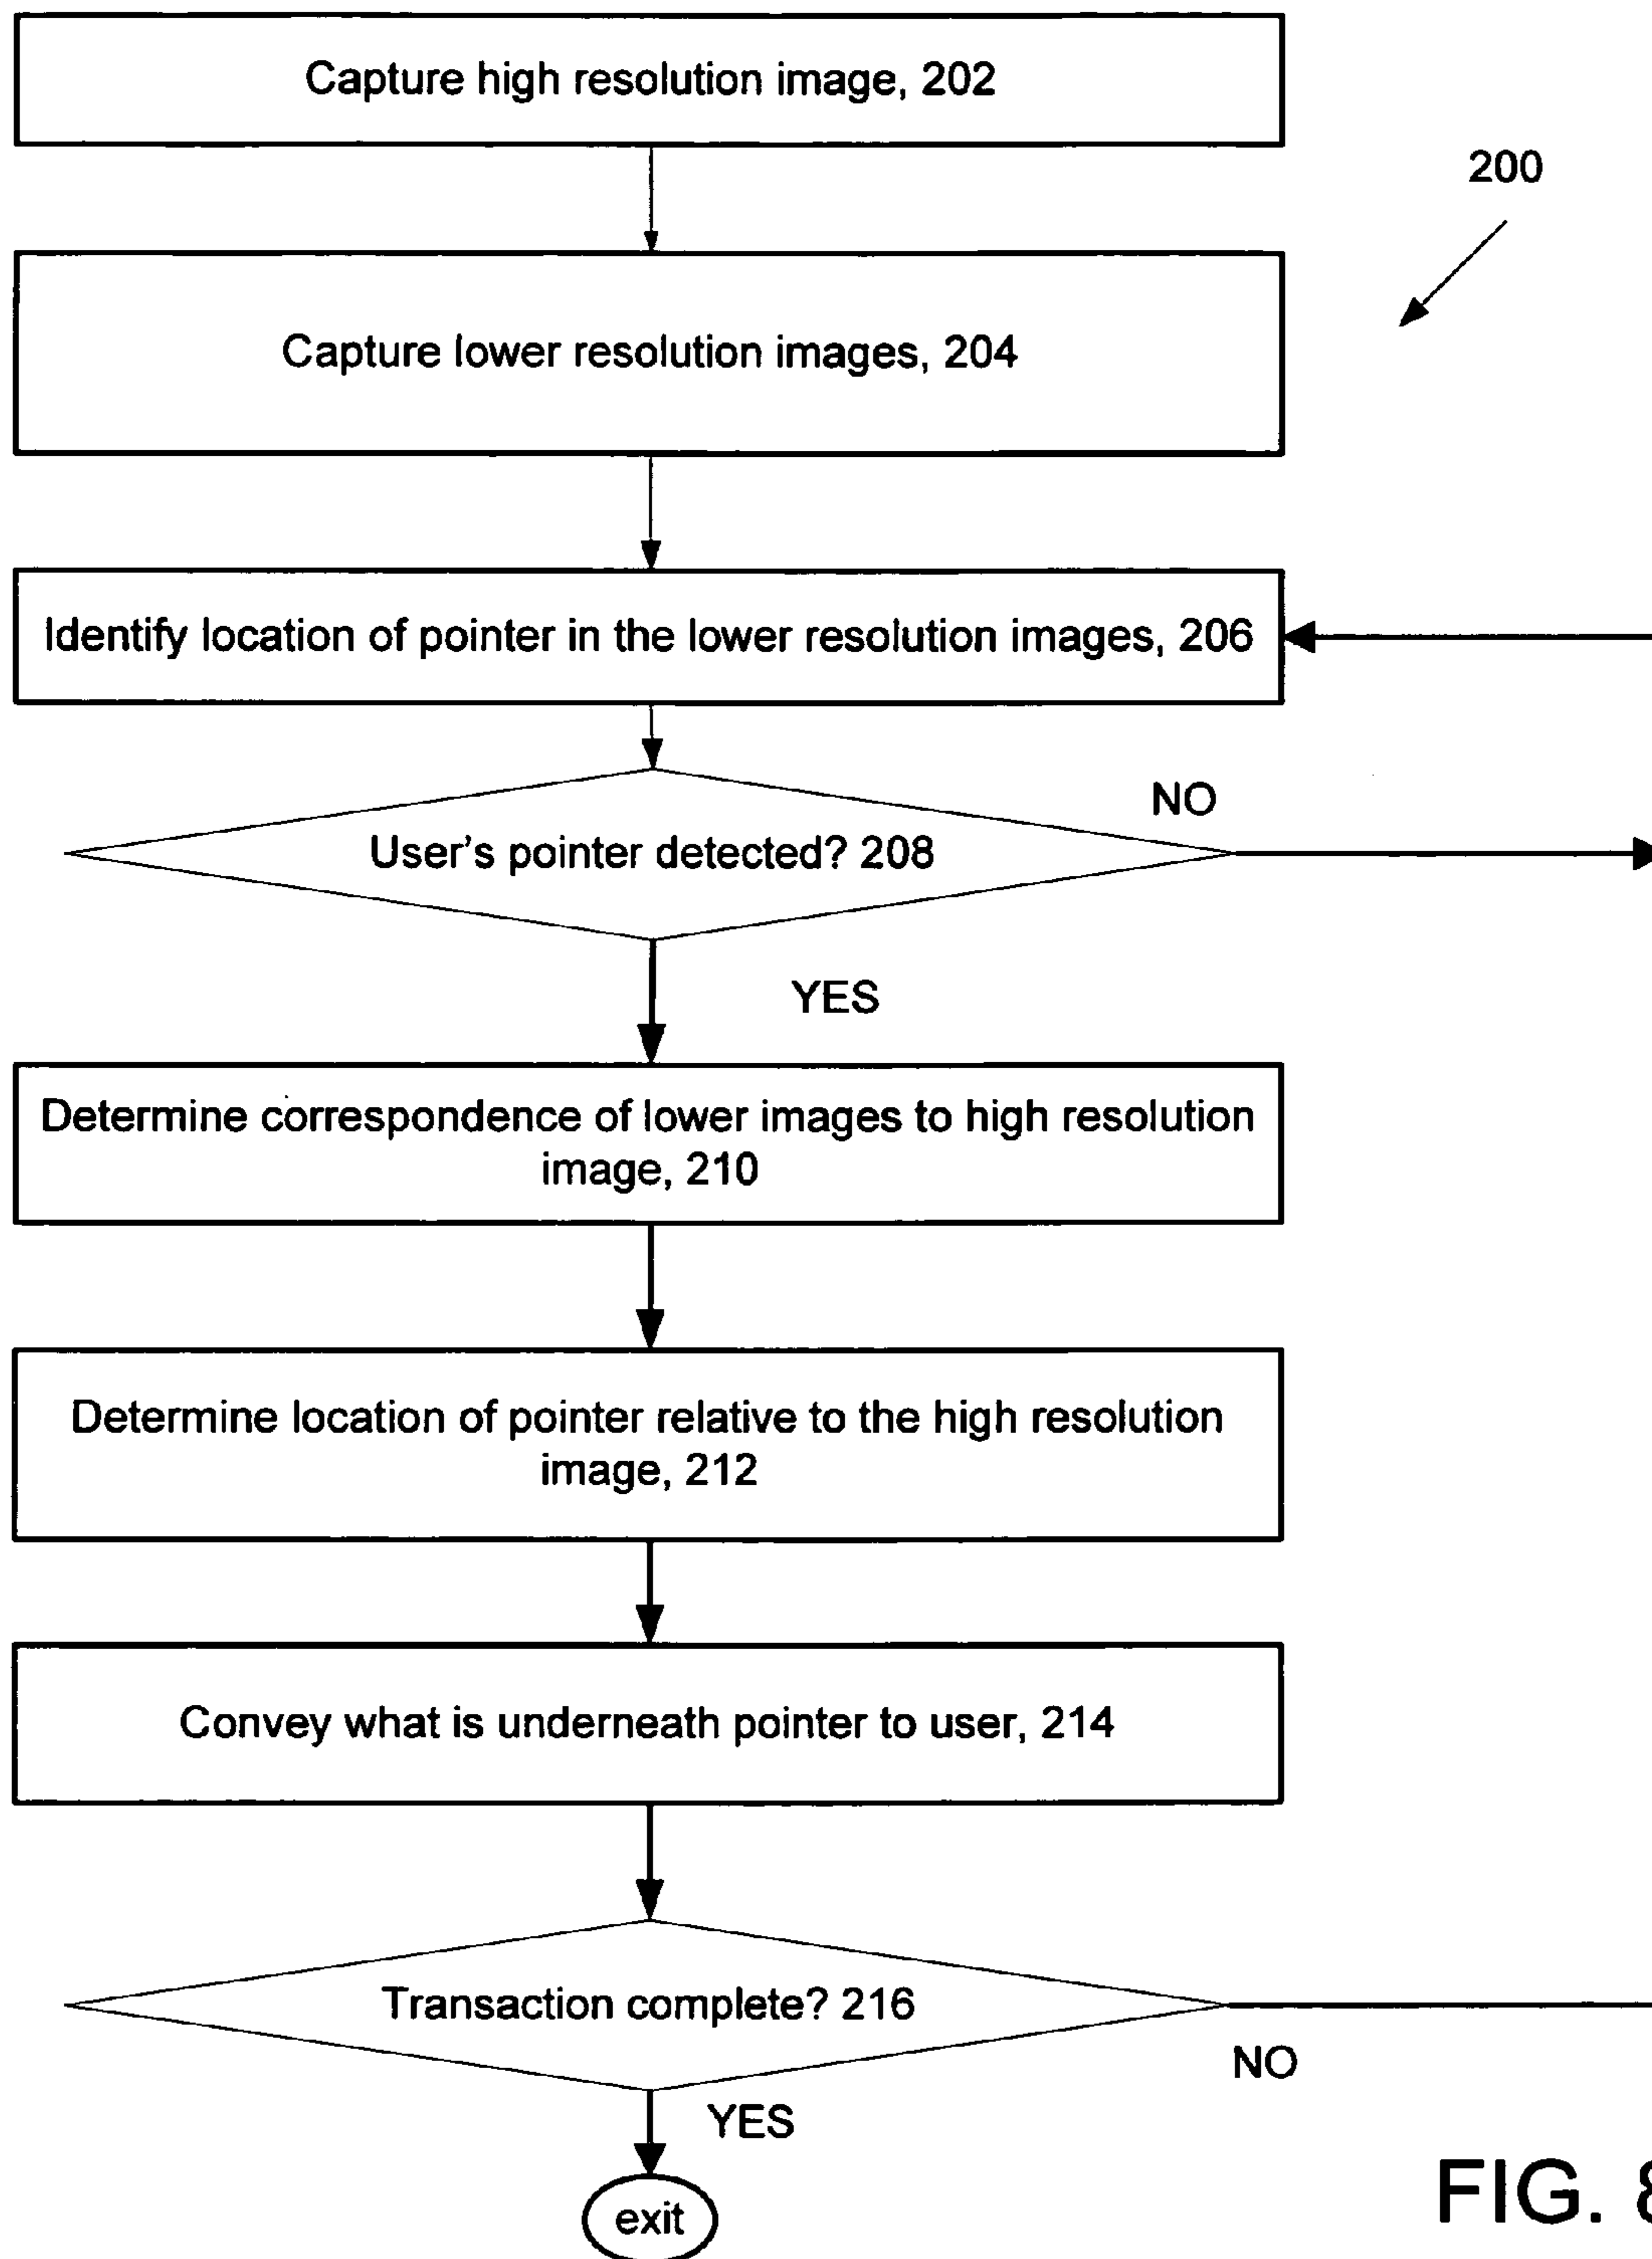 Capture high resolution image, 202
200
Capture lower resolution images, 204
Identify location of pointer in the lower resolution images, 206
NO
User's pointer detected? 208
YES
Determine correspondence of lower images to high resolution
image, 210
Determine location of pointer relative to the high resolution
image, 212
Convey what is underneath pointer to user, 214
Transaction complete? 216
NO
YES
exit
FIG. 8